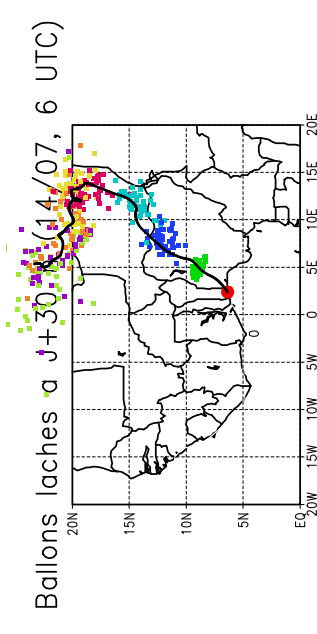 Ballons laches a J+30 (14/07, 6 UTC)
20N
15N
10N
5N
EQ
20W
15W
10W
5W
0
5E
10E
15E
20E
0